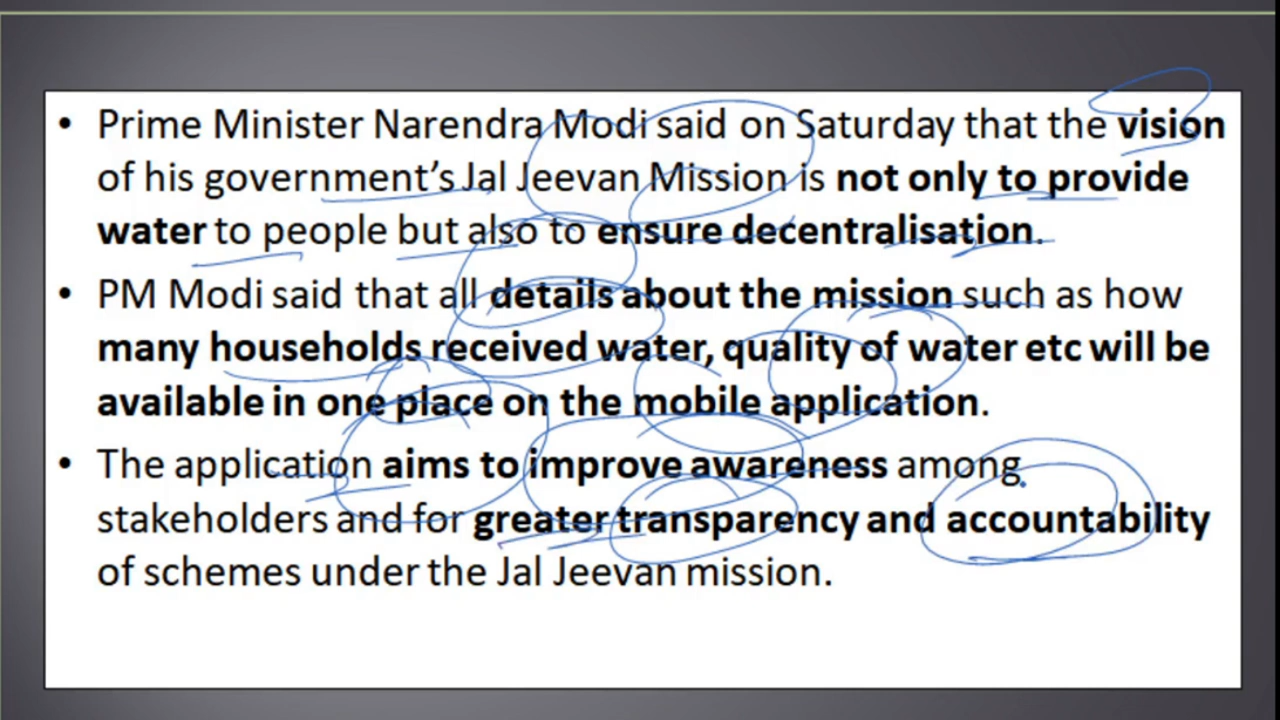 • Prime Minister Narendra Modi said on Saturday that the vision
of his government's Jal Jeevan Mission is not only to provide
water to people but also to ensure decentralisation.
• PM Modi said that all details about the mission such as how
many households received water, quality of water etc will be
available in one place on the mobile application.
• The application aims to improve awareness among
stakeholders and for greater transparency and accountability
of schemes under the Jal Jeevan mission.